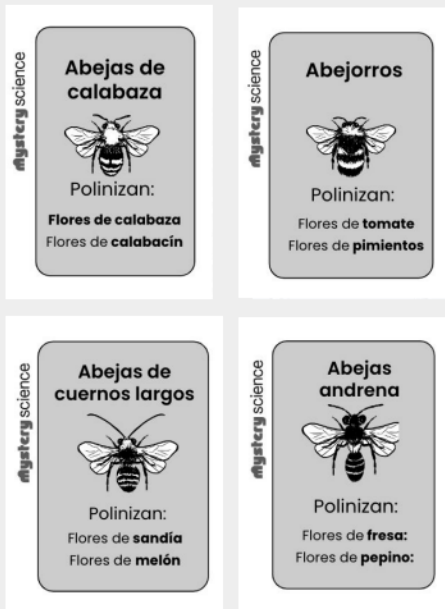 Mystery science
Abejas de
calabaza
Polinizan:
Flores de calabaza
Flores de calabacín
Mystery science
Abejorros
Polinizan:
Flores de tomate
Flores de pimientos
Mystery science
Abejas de
cuernos largos
Polinizan:
Flores de sandía
Flores de melón
Mystery science
Abejas
andrena
Polinizan:
Flores de fresa:
Flores de pepino: